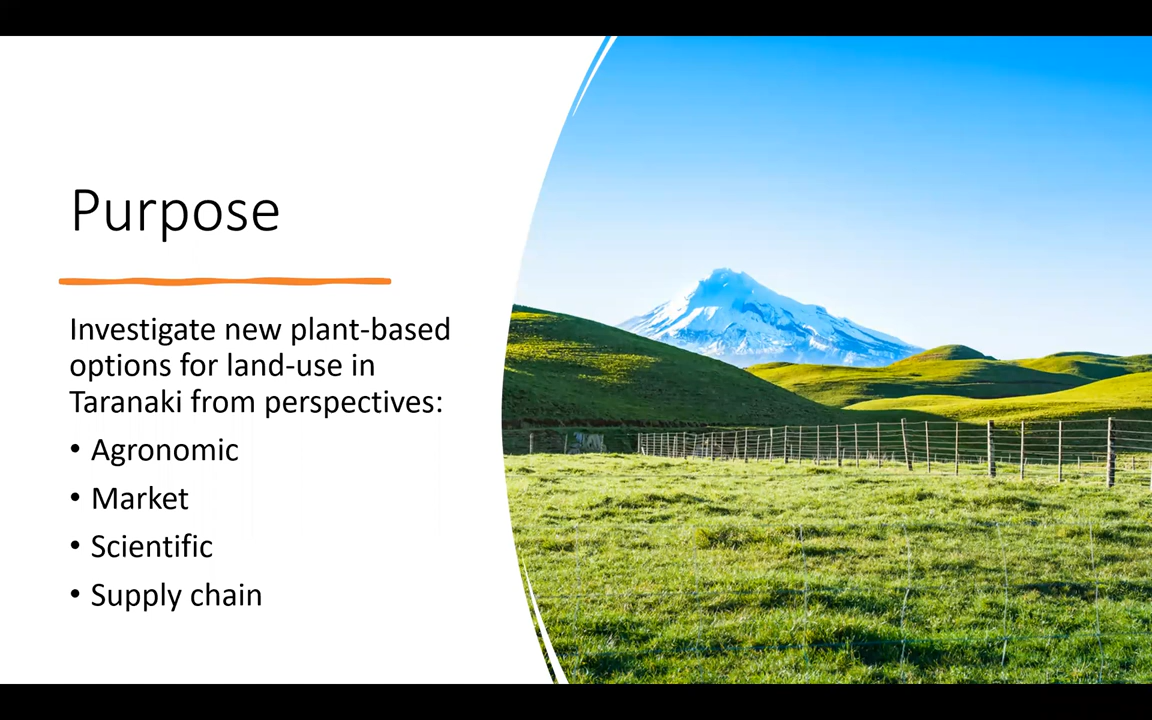 Purpose
Investigate new plant-based
options for land-use in
Taranaki from perspectives:
• Agronomic
• Market
• Scientific
• Supply chain